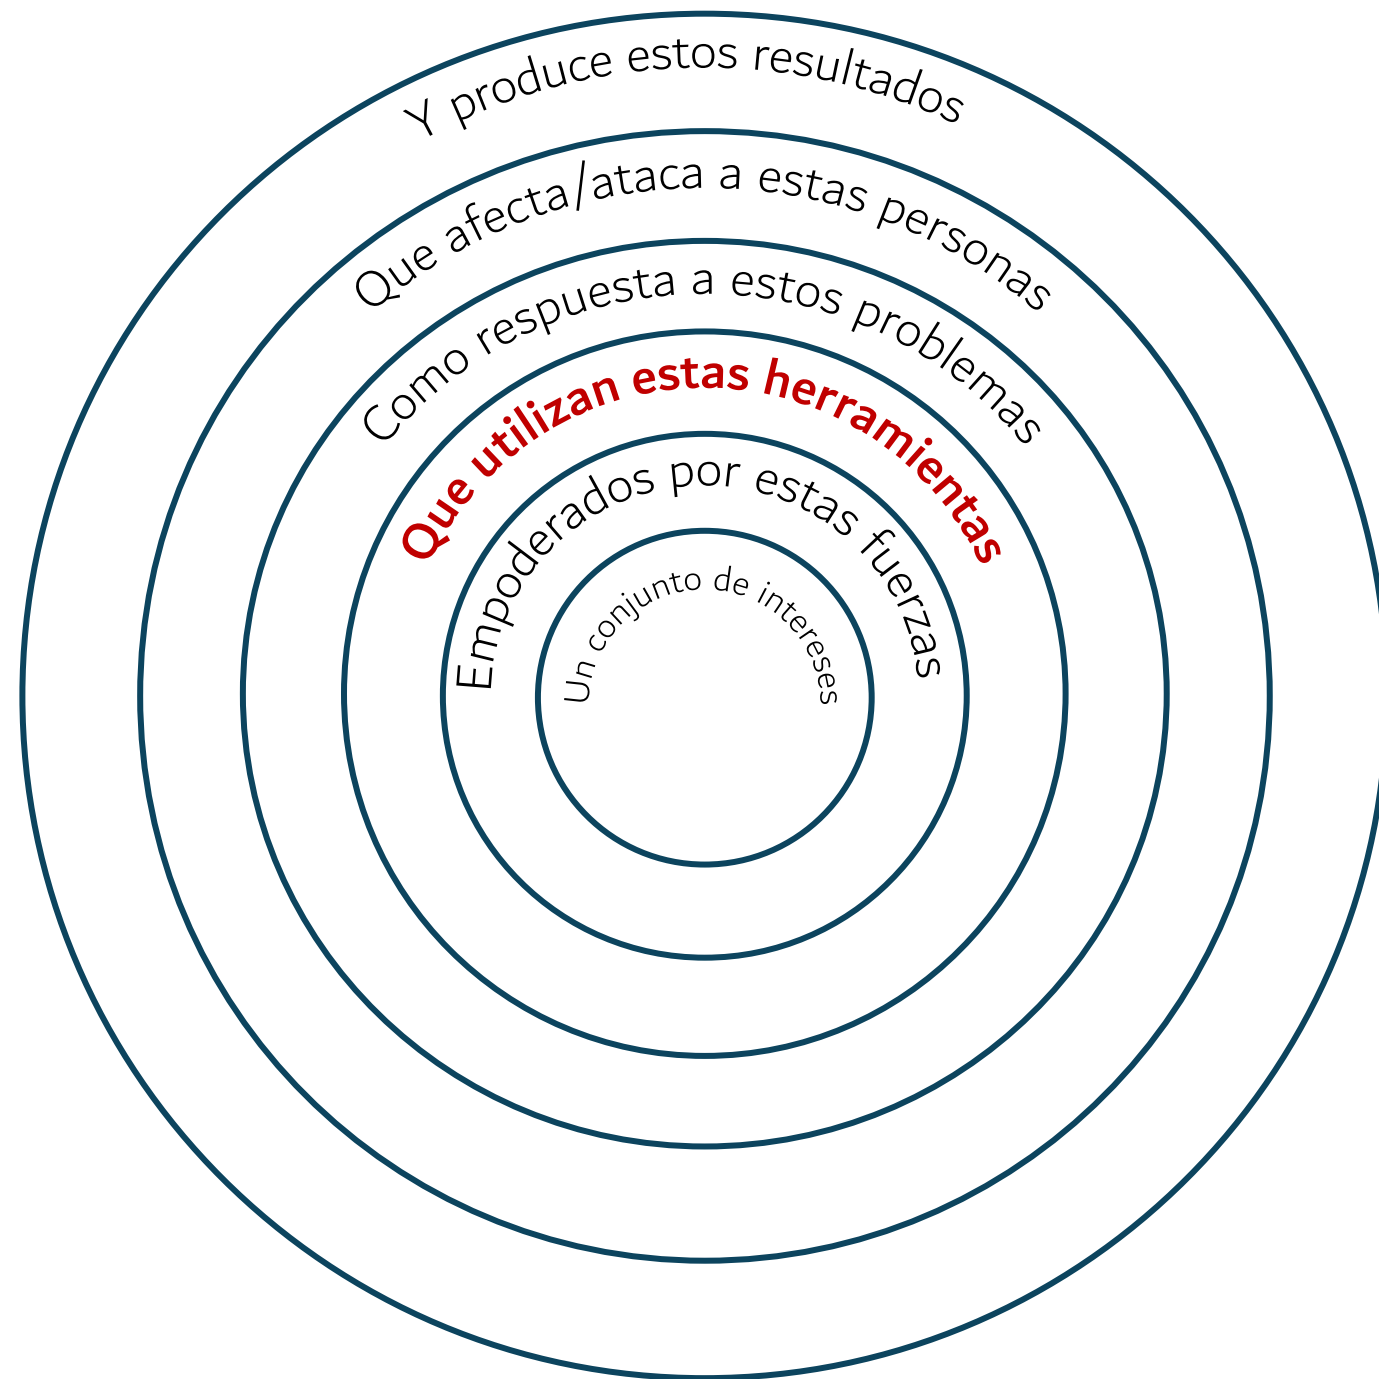 Y produce estos resultados
Que afecta/ataca a estas personas
Como respuesta a estos problemas
Que utilizan estas herramientas
Empoderados por estas fuerzas
Un conjunto de intereses